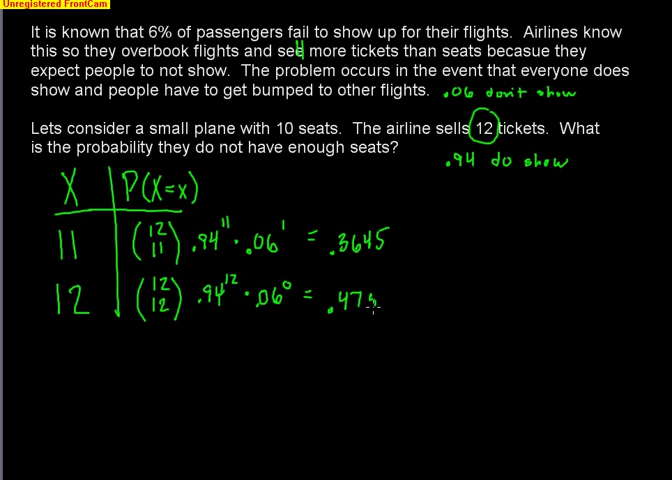 Unregistered FrontCam
It is known that 6% of passengers fail to show up for their flights. Airlines know
this so they overbook flights and sell more tickets than seats becasue they
expect people to not show. The problem occurs in the event that everyone does
show and people have to get bumped to other flights. .06 don't show
Lets consider a small plane with 10 seats. The airline sells 12 tickets. What
is the probability they do not have enough seats? .94 do show
X P(X=x)
11 (12 11) .94^11 · .06^1 = .3645
12 (12 12) .94^12 · .06^0 = .47